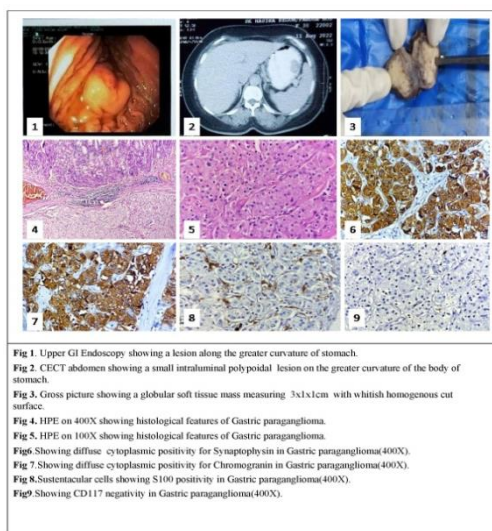 1
2
3
4
5
6
7
8
9
Fig 1. Upper GI Endoscopy showing a lesion along the greater curvature of stomach.
Fig 2. CECT abdomen showing a small intraluminal polypoidal lesion on the greater curvature of the body of
stomach.
Fig 3. Gross picture showing a globular soft tissue mass measuring 3x1x1cm with whitish homogenous cut
surface.
Fig 4. HPE on 400X showing histological features of Gastric paraganglioma.
Fig 5. HPE on 100X showing histological features of Gastric paraganglioma.
Fig6.Showing diffuse cytoplasmic positivity for Synaptophysin in Gastric paraganglioma(400X).
Fig 7.Showing diffuse cytoplasmic positivity for Chromogranin in Gastric paraganglioma(400X).
Fig 8.Sustentacular cells showing S100 positivity in Gastric paraganglioma(400X).
Fig9.Showing CD117 negativity in Gastric paraganglioma(400X).